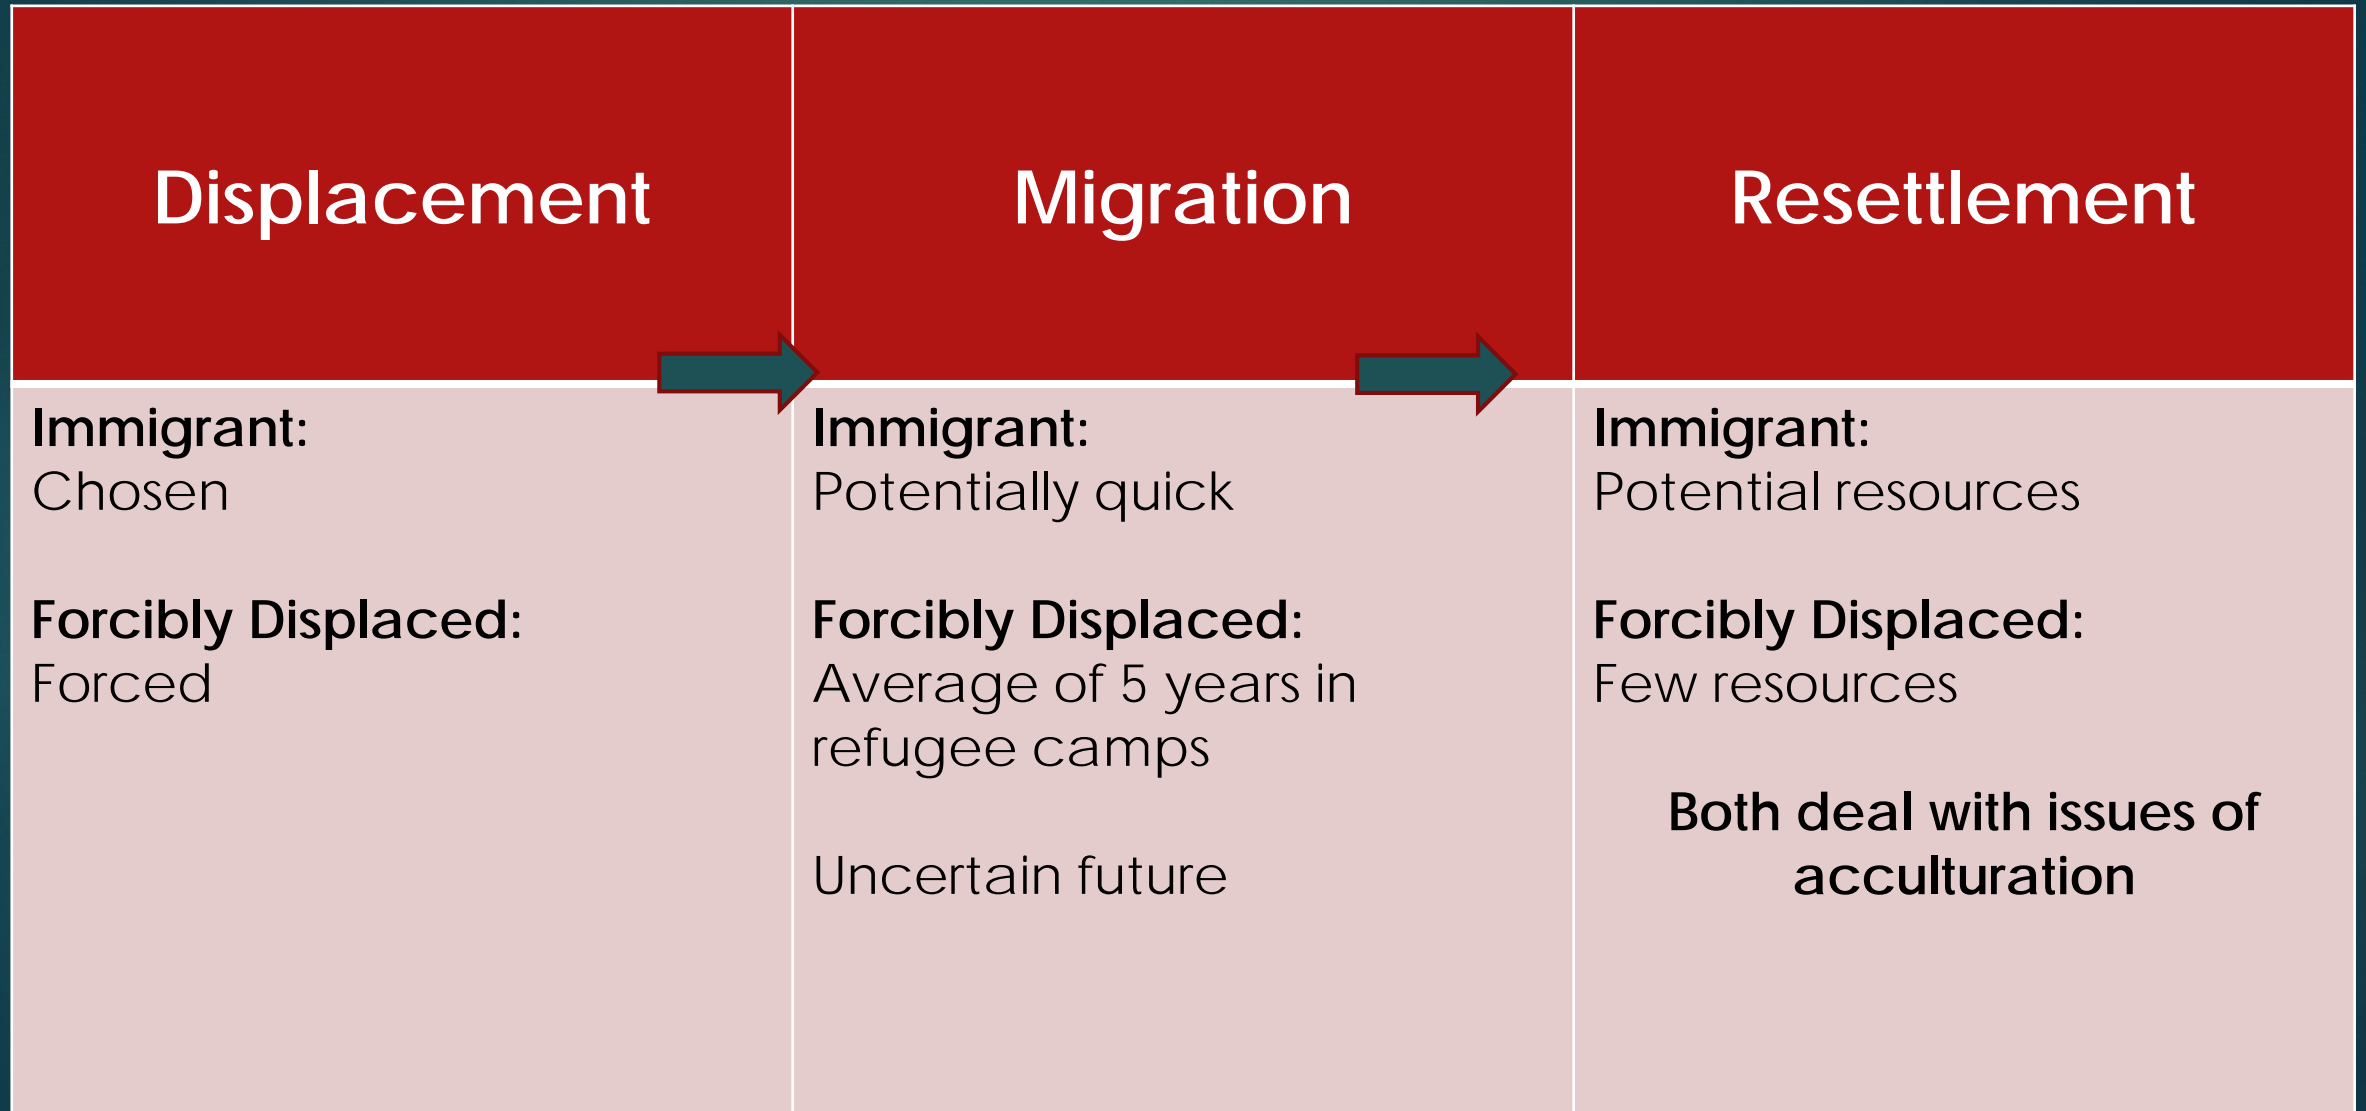 Displacement
Migration
Resettlement
Immigrant:
Chosen
Forcibly Displaced:
Forced
Immigrant:
Potentially quick
Forcibly Displaced:
Average of 5 years in
refugee camps
Uncertain future
Immigrant:
Potential resources
Forcibly Displaced:
Few resources
Both deal with issues of
acculturation